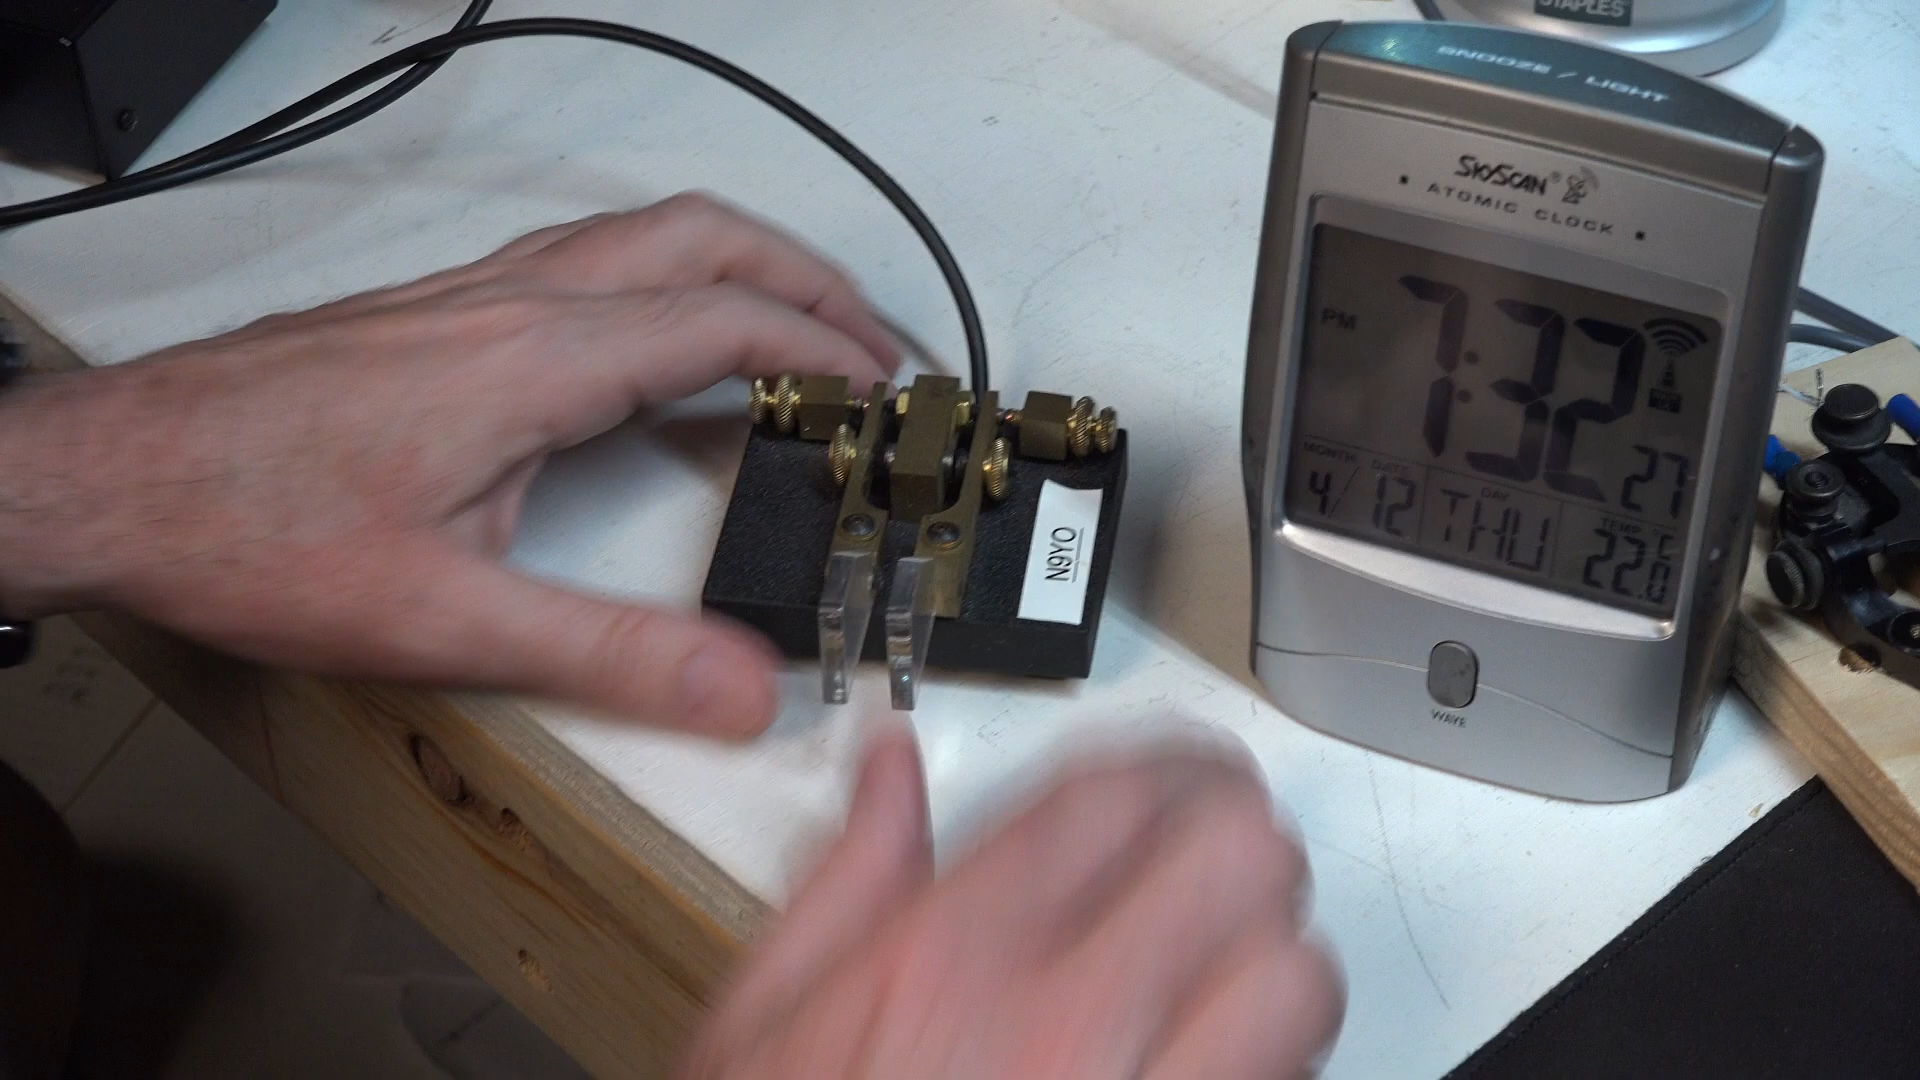 STAPLES
SNOOZE / LIGHT
SKYSCAN®
ATOMIC CLOCK
PM 7:32 27
MONTH DATE DAY TEMP
4/12 THU 22.
WAVE
N9YO